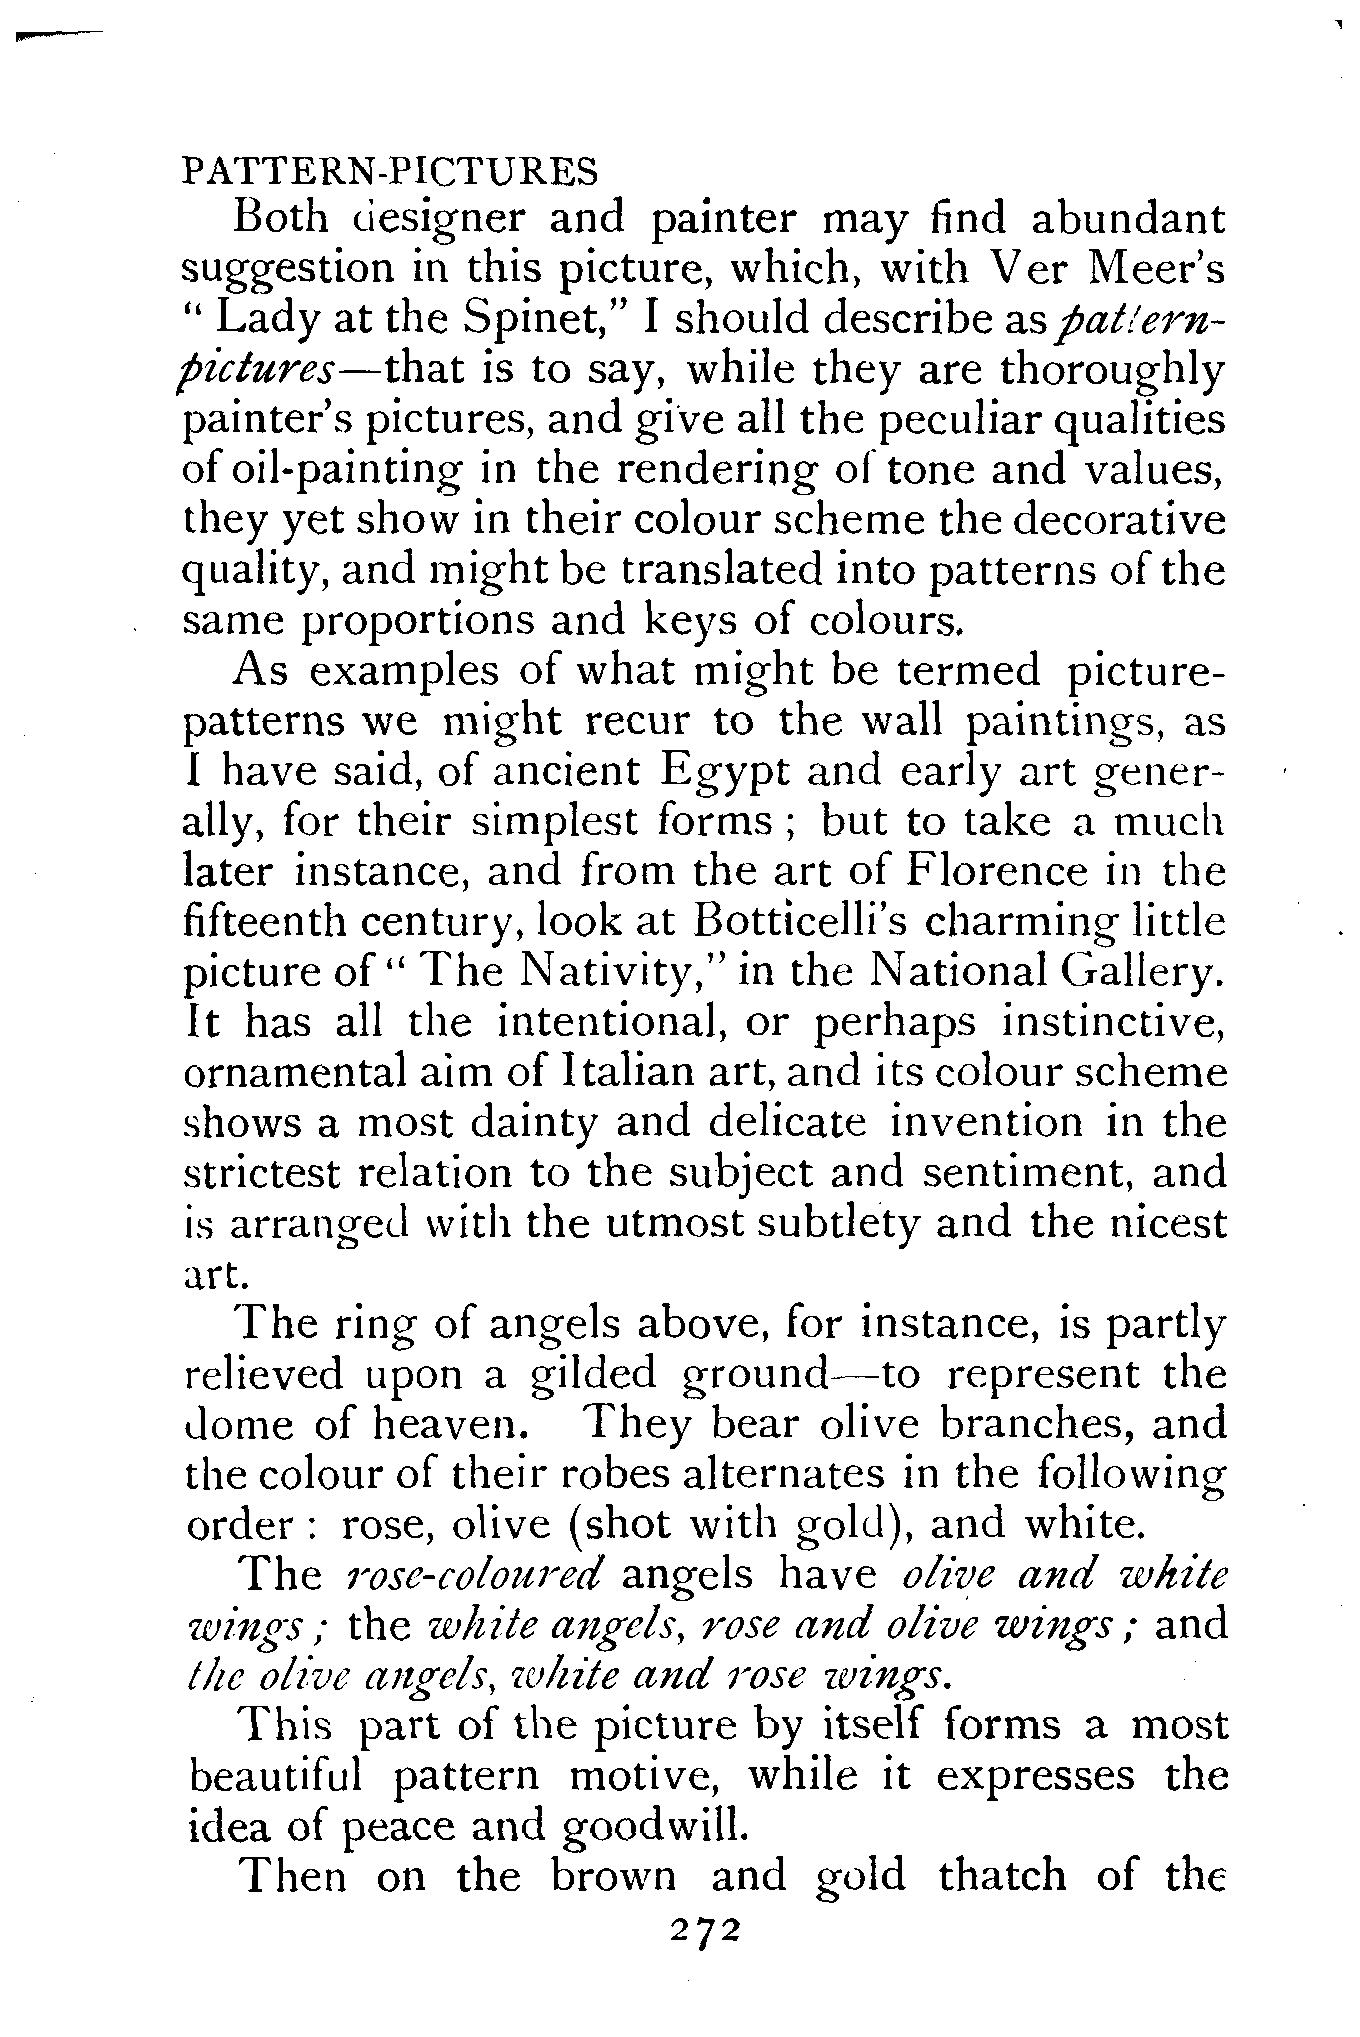 PATTERN-PICTURES
Both designer and painter may find abundant
suggestion in this picture, which, with Ver Meer's
" Lady at the Spinet," I should describe as pattern-
pictures—that is to say, while they are thoroughly
painter's pictures, and give all the peculiar qualities
of oil-painting in the rendering of tone and values,
they yet show in their colour scheme the decorative
quality, and might be translated into patterns of the
same proportions and keys of colours.
As examples of what might be termed picture-
patterns we might recur to the wall paintings, as
I have said, of ancient Egypt and early art gener-
ally, for their simplest forms ; but to take a much
later instance, and from the art of Florence in the
fifteenth century, look at Botticelli's charming little
picture of " The Nativity," in the National Gallery.
It has all the intentional, or perhaps instinctive,
ornamental aim of Italian art, and its colour scheme
shows a most dainty and delicate invention in the
strictest relation to the subject and sentiment, and
is arranged with the utmost subtlety and the nicest
art.
The ring of angels above, for instance, is partly
relieved upon a gilded ground—to represent the
dome of heaven. They bear olive branches, and
the colour of their robes alternates in the following
order : rose, olive (shot with gold), and white.
The rose-coloured angels have olive and white
wings ; the white angels, rose and olive wings ; and
the olive angels, white and rose wings.
This part of the picture by itself forms a most
beautiful pattern motive, while it expresses the
idea of peace and goodwill.
Then on the brown and gold thatch of the
272